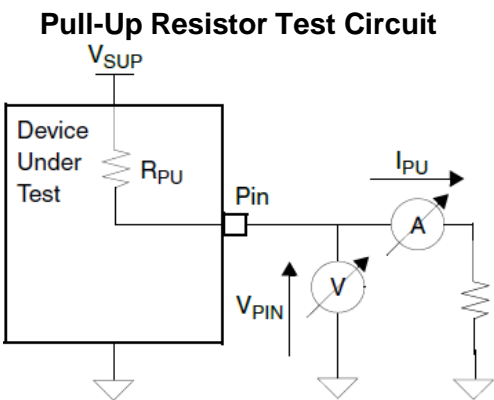 Pull-Up Resistor Test Circuit
VSUP
Device
Under
Test
RPU
Pin
IPU
A
V
VPIN